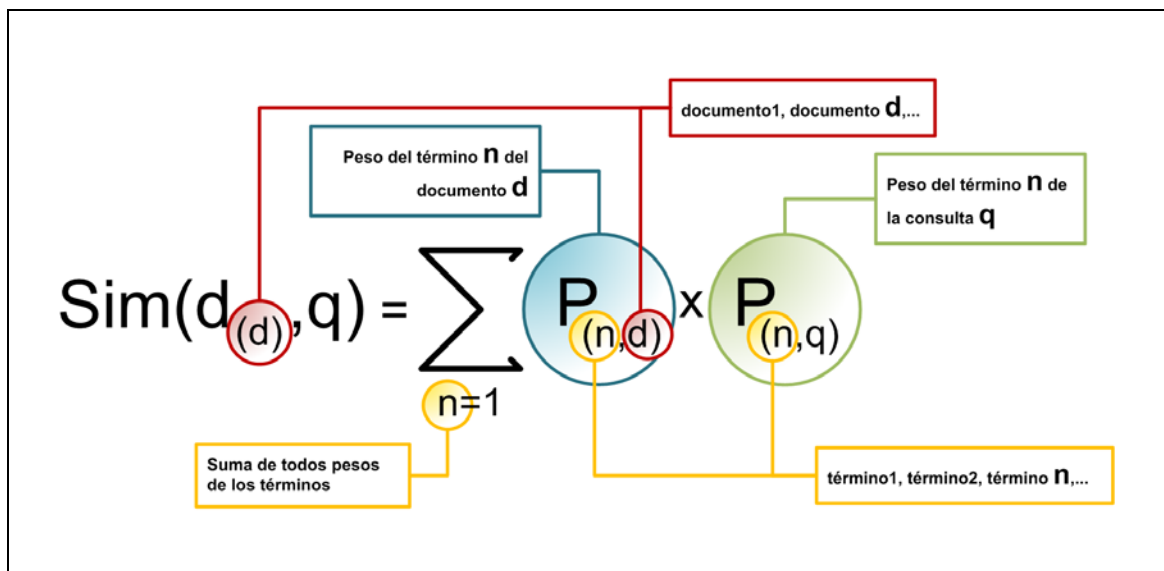 documento1, documento d,...
Peso del término n del
documento d
Peso del término n de
la consulta q
Sim(d(d),q) = ∑ P(n,d) x P(n,q)
n=1
Suma de todos pesos
de los términos
término1, término2, término n,...